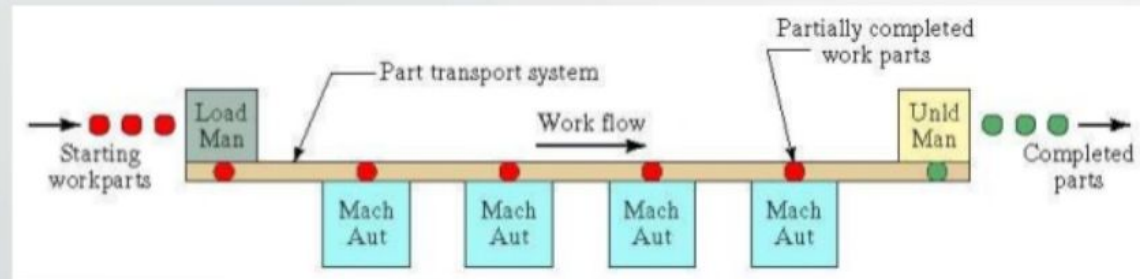 Partially completed
work parts
Part transport system
Load
Man
Unld
Man
Work flow
Starting
workparts
Completed
parts
Mach
Aut
Mach
Aut
Mach
Aut
Mach
Aut